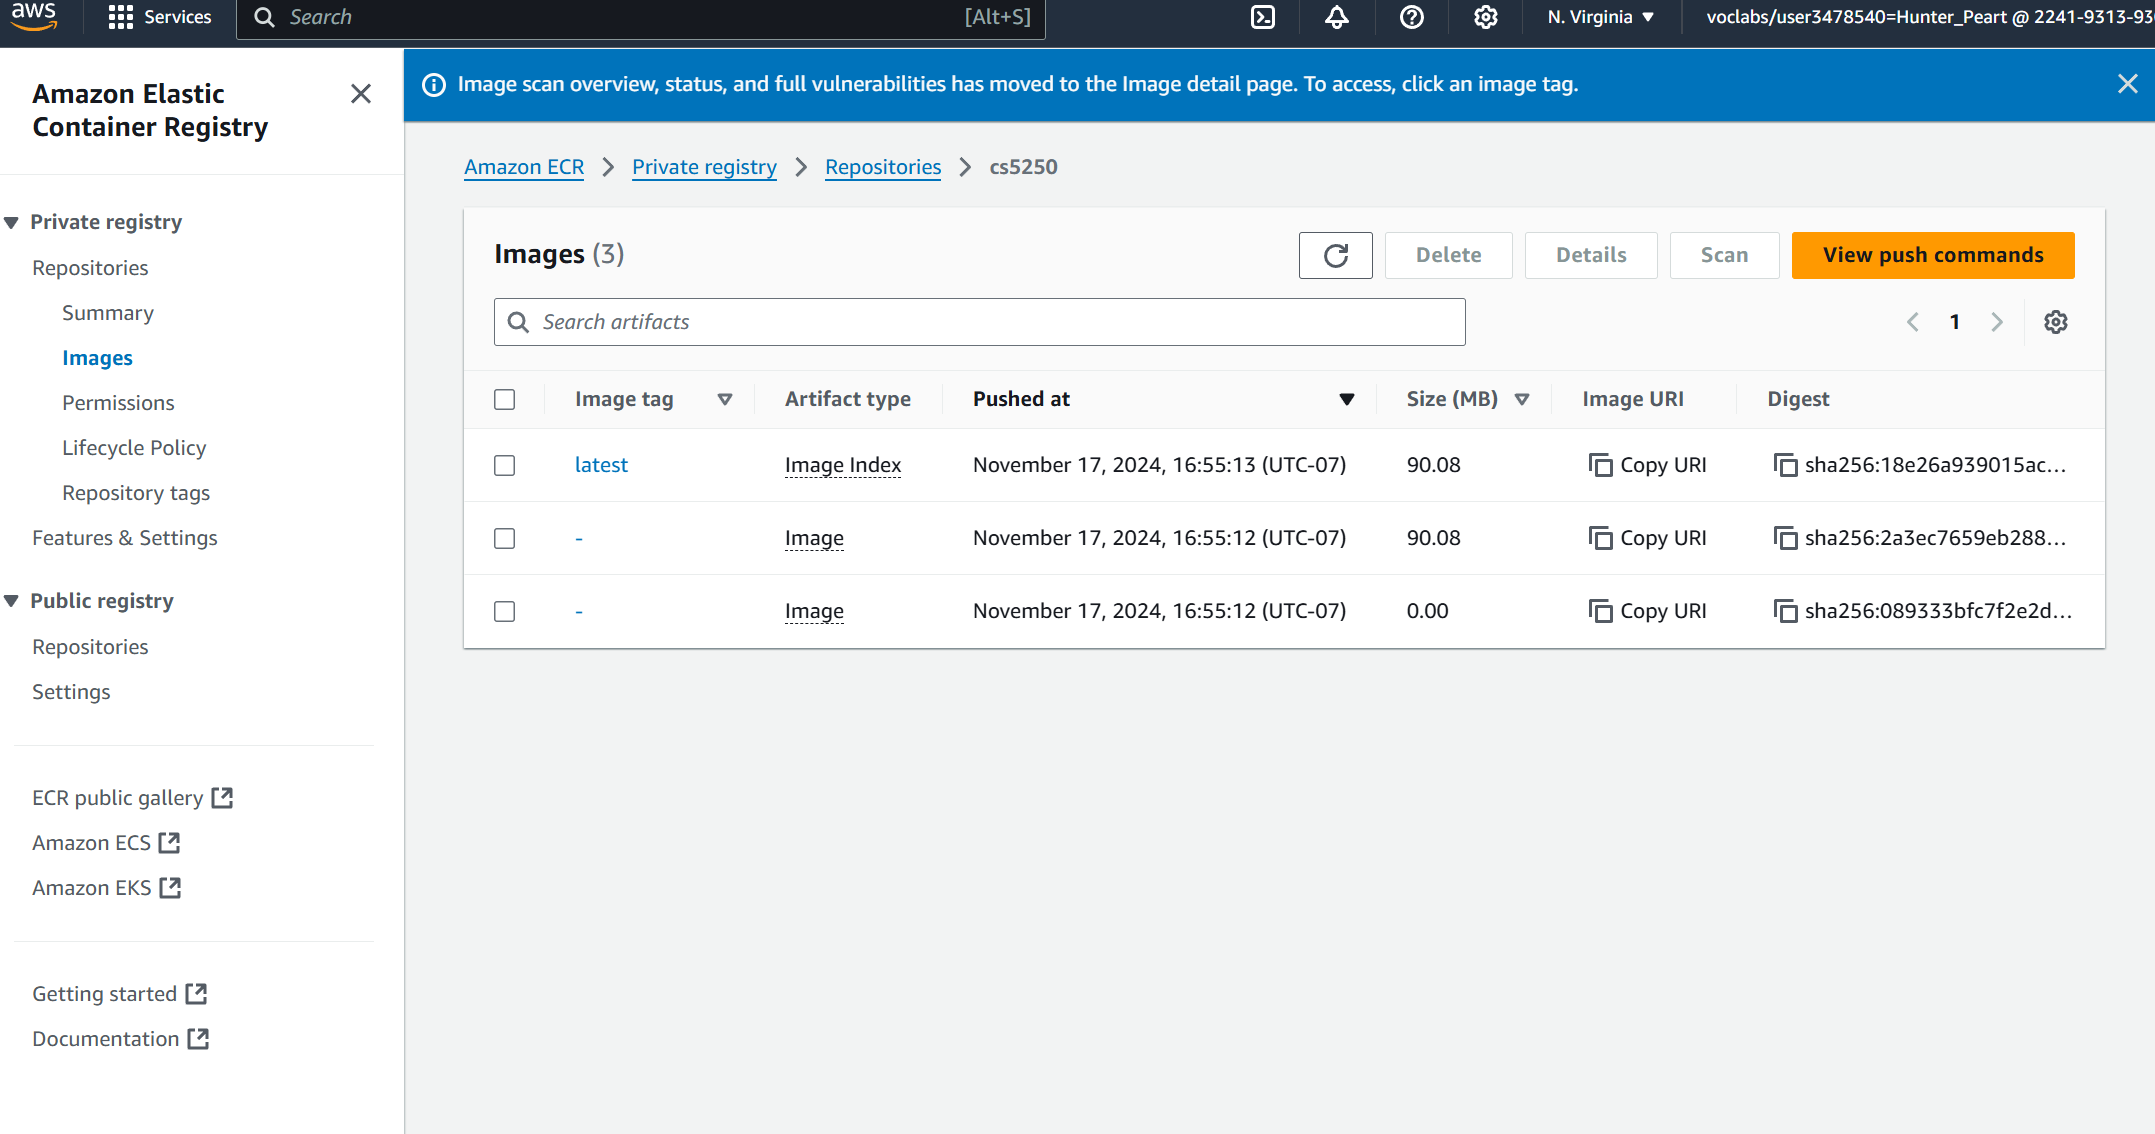 aws
Services
Search [Alt+S]
N. Virginia
voclabs/user3478540=Hunter_Peart @ 2241-9313-93
Amazon Elastic
Container Registry
Private registry
Repositories
Summary
Images
Permissions
Lifecycle Policy
Repository tags
Features & Settings
Public registry
Repositories
Settings
ECR public gallery
Amazon ECS
Amazon EKS
Getting started
Documentation
Image scan overview, status, and full vulnerabilities has moved to the Image detail page. To access, click an image tag.
Amazon ECR > Private registry > Repositories > cs5250
Images (3)
Delete
Details
Scan
View push commands
Search artifacts
1
Image tag Artifact type Pushed at Size (MB) Image URI Digest
latest Image Index November 17, 2024, 16:55:13 (UTC-07) 90.08 Copy URI sha256:18e26a939015ac...
- Image November 17, 2024, 16:55:12 (UTC-07) 90.08 Copy URI sha256:2a3ec7659eb288...
- Image November 17, 2024, 16:55:12 (UTC-07) 0.00 Copy URI sha256:089333bfc7f2e2d...